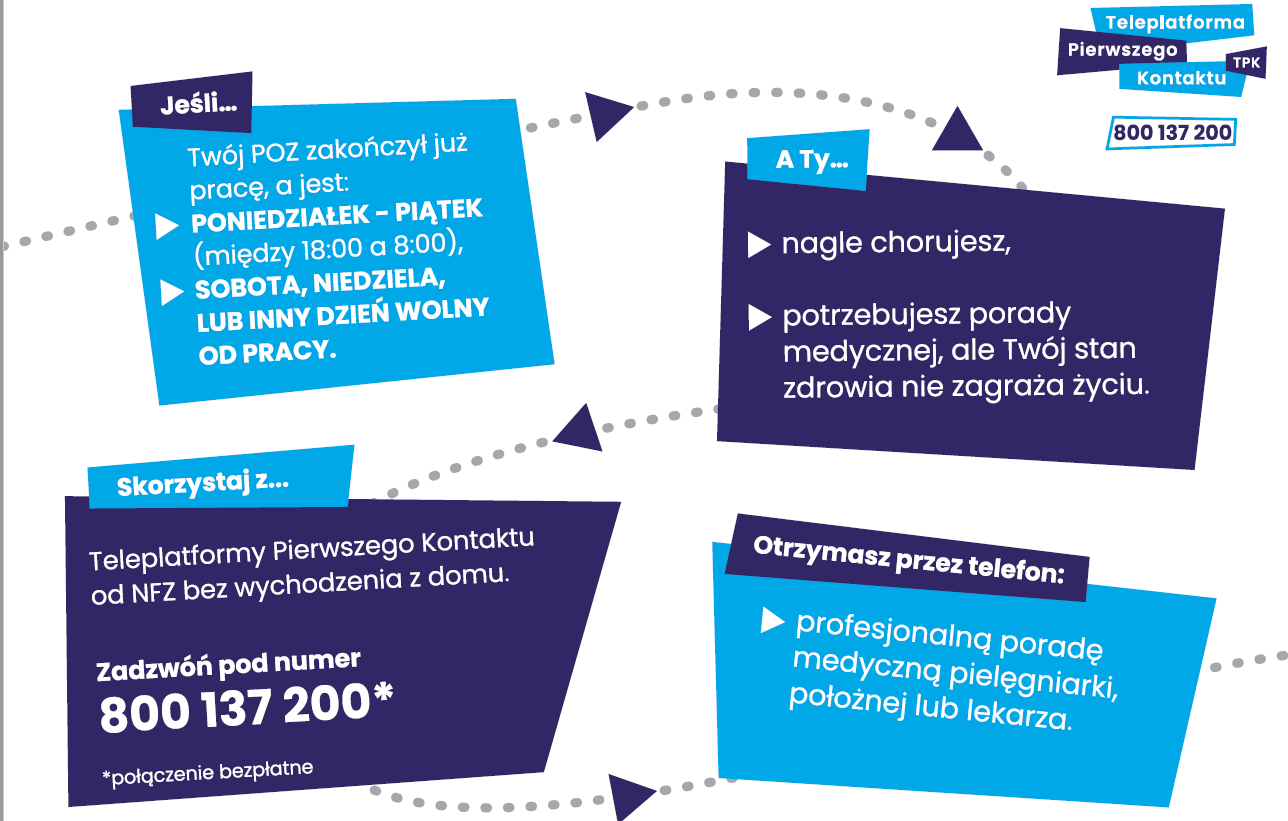 Teleplatforma
Pierwszego
TPK
Kontaktu
800 137 200
Jeśli...
Twój POZ zakończył już
pracę, a jest:
PONIEDZIAŁEK - PIĄTEK
(między 18:00 a 8:00),
SOBOTA, NIEDZIELA,
LUB INNY DZIEŃ WOLNY
OD PRACY.
A Ty...
nagle chorujesz,
potrzebujesz porady
medycznej, ale Twój stan
zdrowia nie zagraża życiu.
Skorzystaj z...
Teleplatformy Pierwszego Kontaktu
od NFZ bez wychodzenia z domu.
Zadzwóń pod numer
800 137 200*
*połączenie bezpłatne
Otrzymasz przez telefon:
profesjonalną poradę
medyczną pielęgniarki,
położnej lub lekarza.